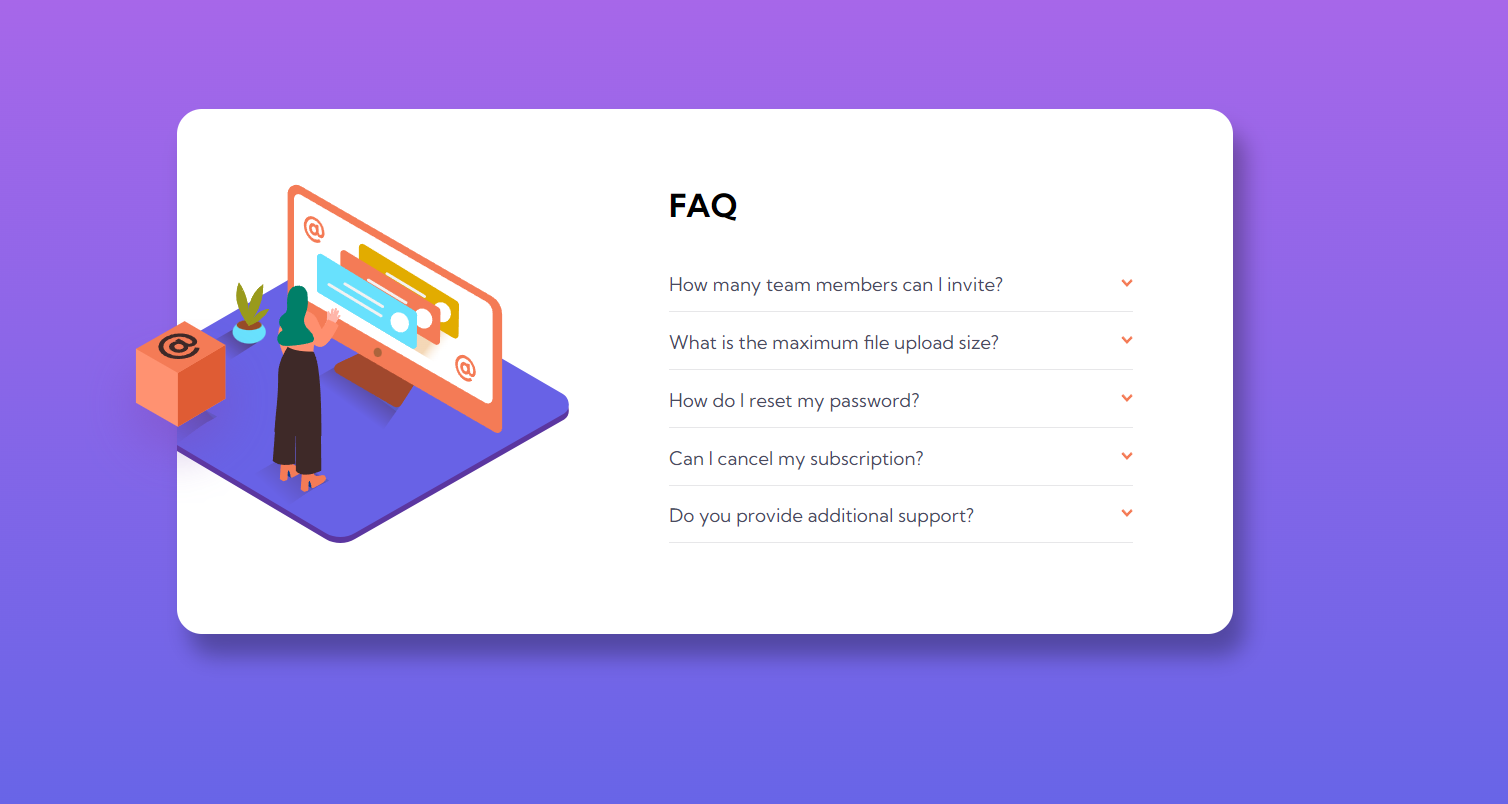 @
@
@
FAQ
How many team members can I invite?
What is the maximum file upload size?
How do I reset my password?
Can I cancel my subscription?
Do you provide additional support?